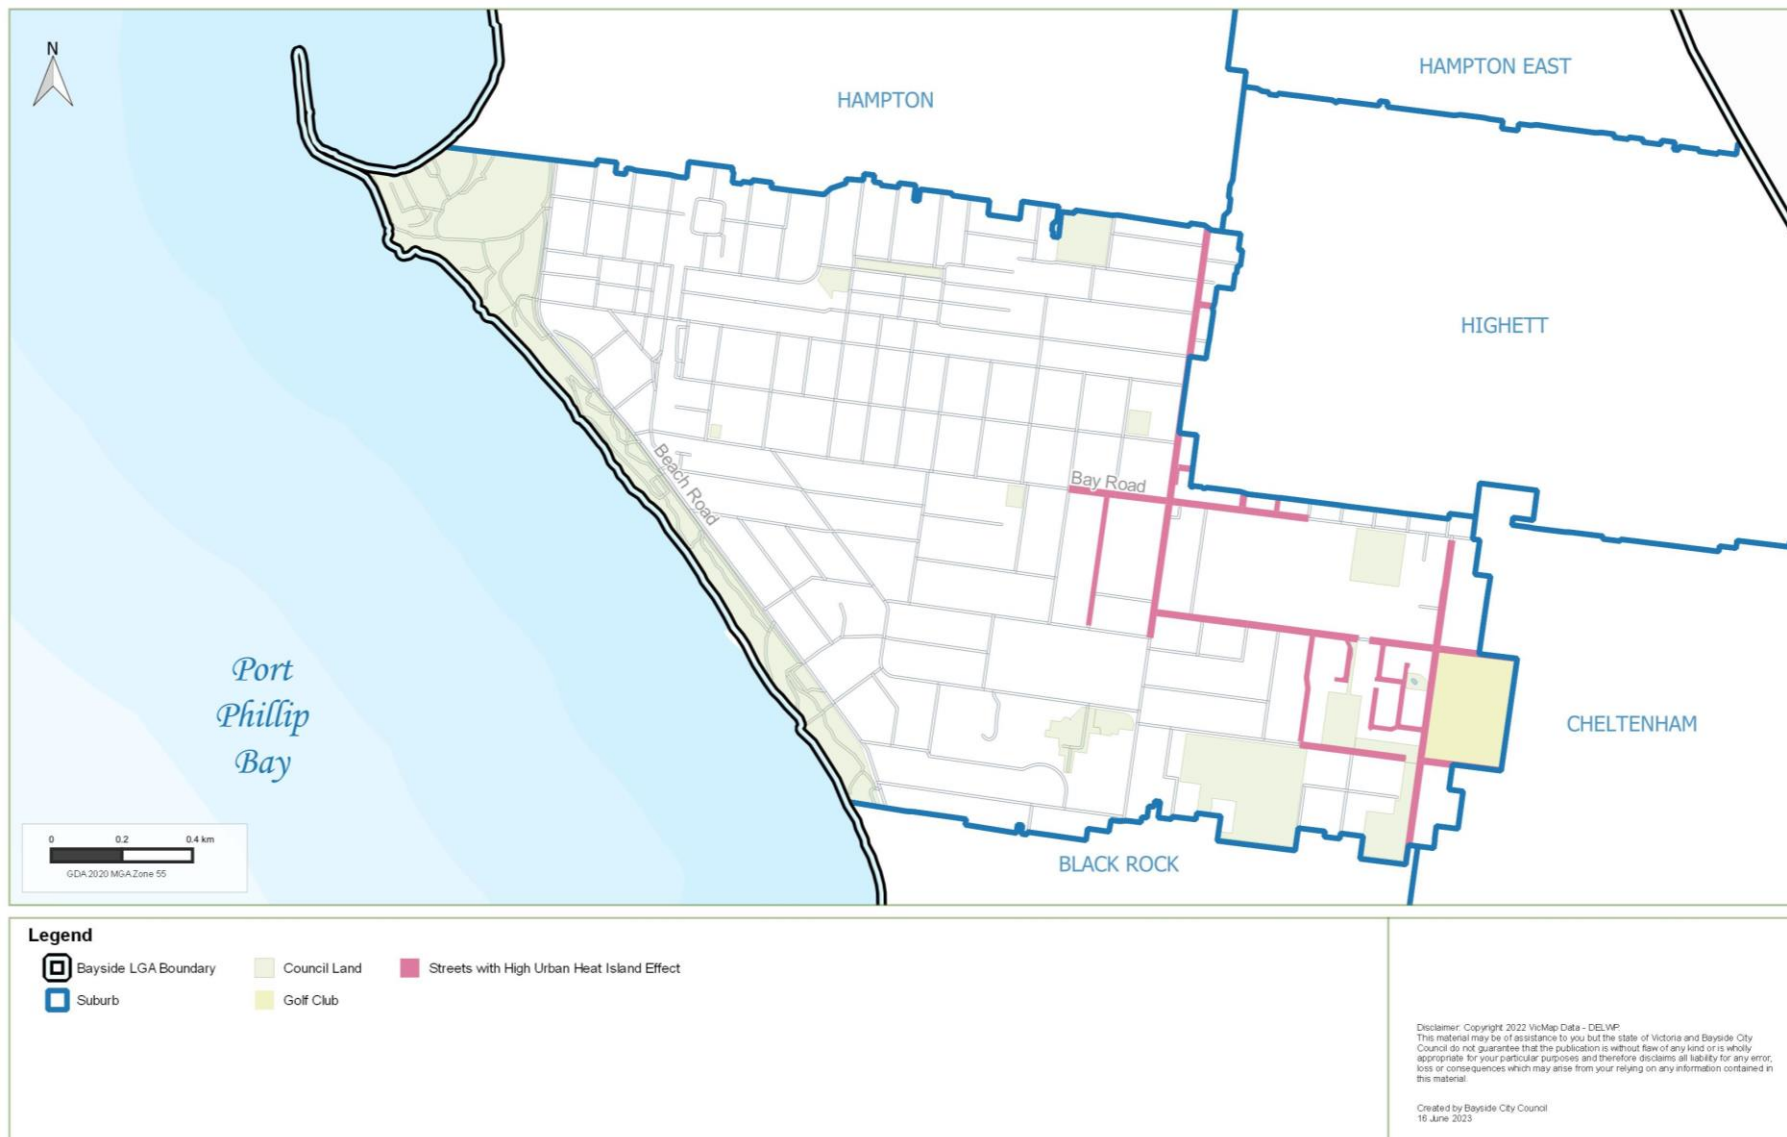 N
HAMPTON
HAMPTON EAST
HIGHETT
Beach Road
Bay Road
Port
Phillip
Bay
CHELTENHAM
BLACK ROCK
0 0.2 0.4 km
GDA 2020 MGA Zone 55
Legend
Bayside LGA Boundary
Suburb
Council Land
Golf Club
Streets with High Urban Heat Island Effect
Disclaimer: Copyright 2022 VicMap Data - DELWP.
This material may be of assistance to you but the state of Victoria and Bayside City
Council do not guarantee that the publication is without flaw of any kind or is wholly
appropriate for your particular purposes and therefore disclaims all liability for any error,
loss or consequences which may arise from your relying on any information contained in
this material.
Created by Bayside City Council
16 June 2023